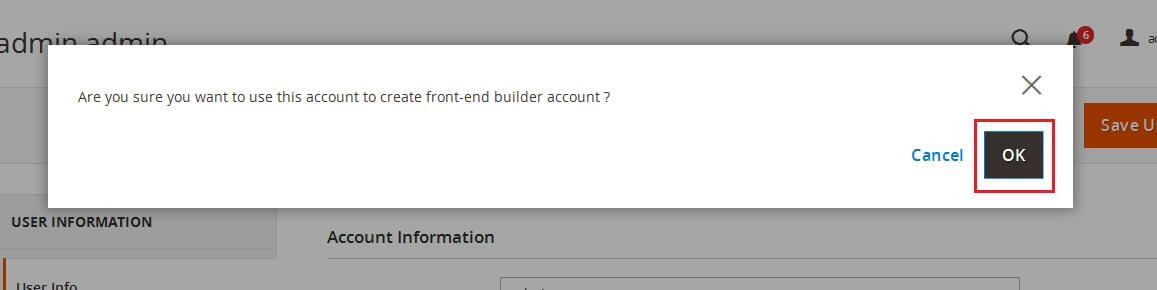 admin admin
6
Are you sure you want to use this account to create front-end builder account ?
Cancel
OK
Save U
USER INFORMATION
Account Information
User Info